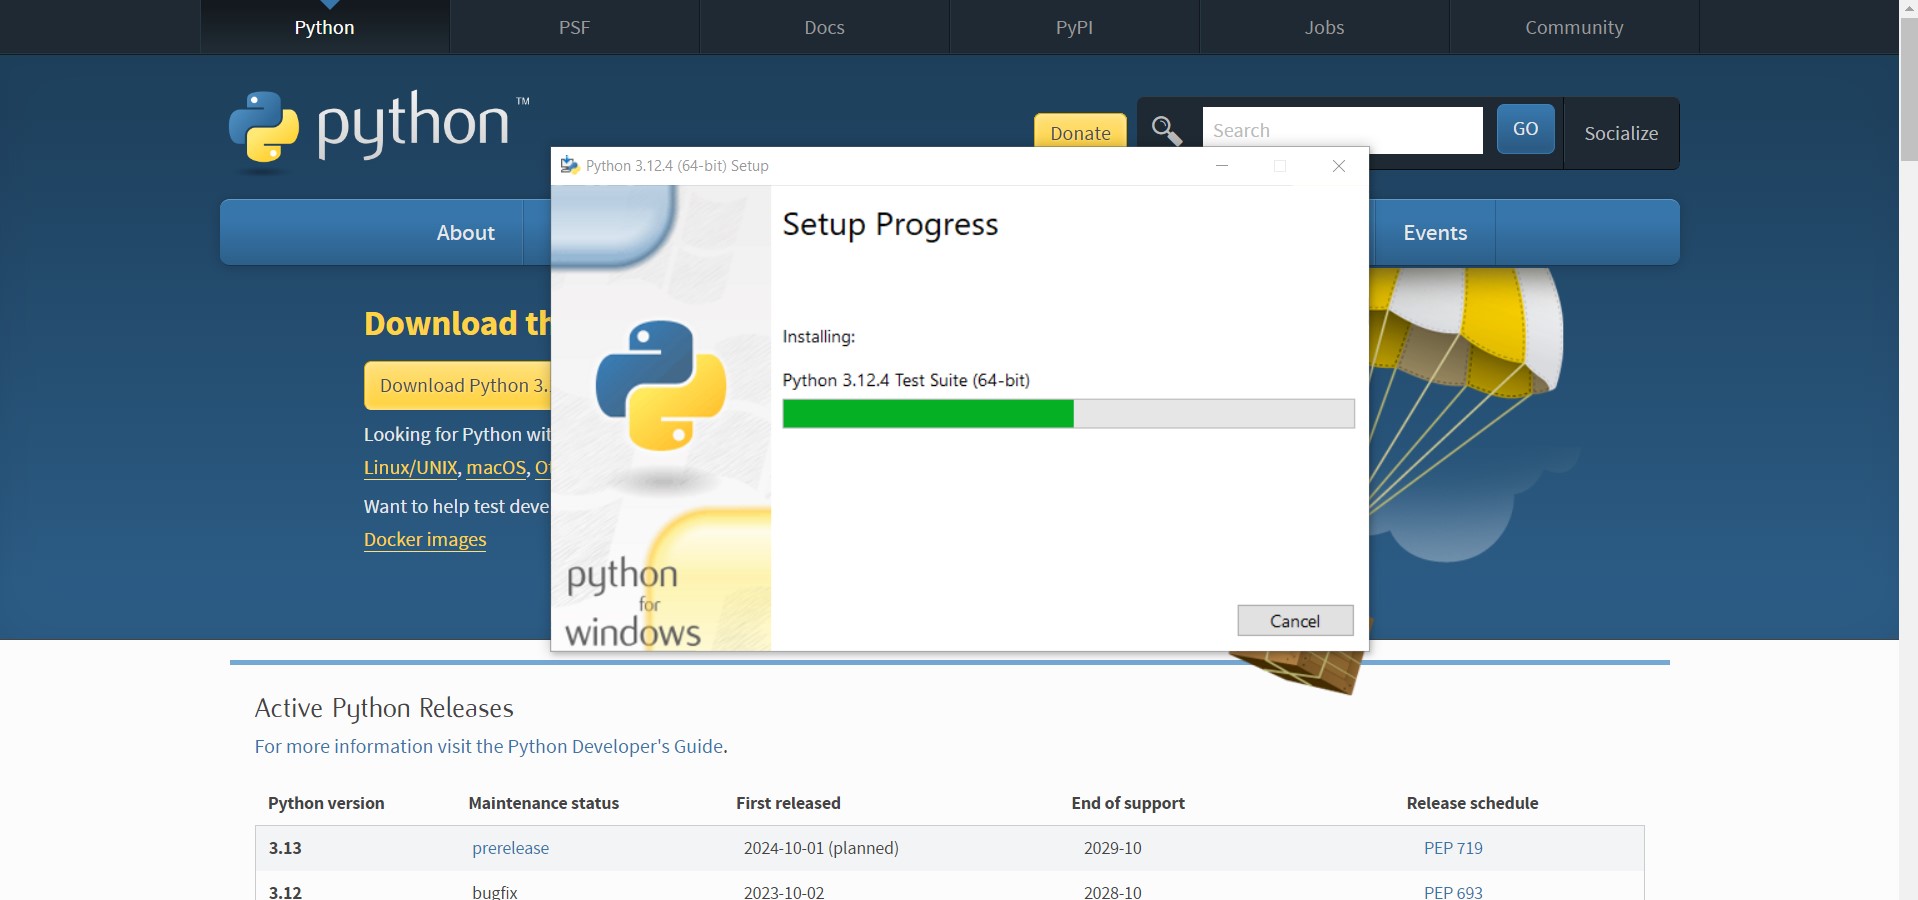 Python PSF Docs PyPI Jobs Community
python™
Donate Search GO Socialize
Python 3.12.4 (64-bit) Setup
About Events
Setup Progress
Download th
Installing:
Download Python 3.
Python 3.12.4 Test Suite (64-bit)
Looking for Python wit
Linux/UNIX, macOS, Ot
Want to help test deve
Docker images
python
for
windows
Cancel
Active Python Releases
For more information visit the Python Developer's Guide.
Python version Maintenance status First released End of support Release schedule
3.13 prerelease 2024-10-01 (planned) 2029-10 PEP 719
3.12 bugfix 2023-10-02 2028-10 PEP 693